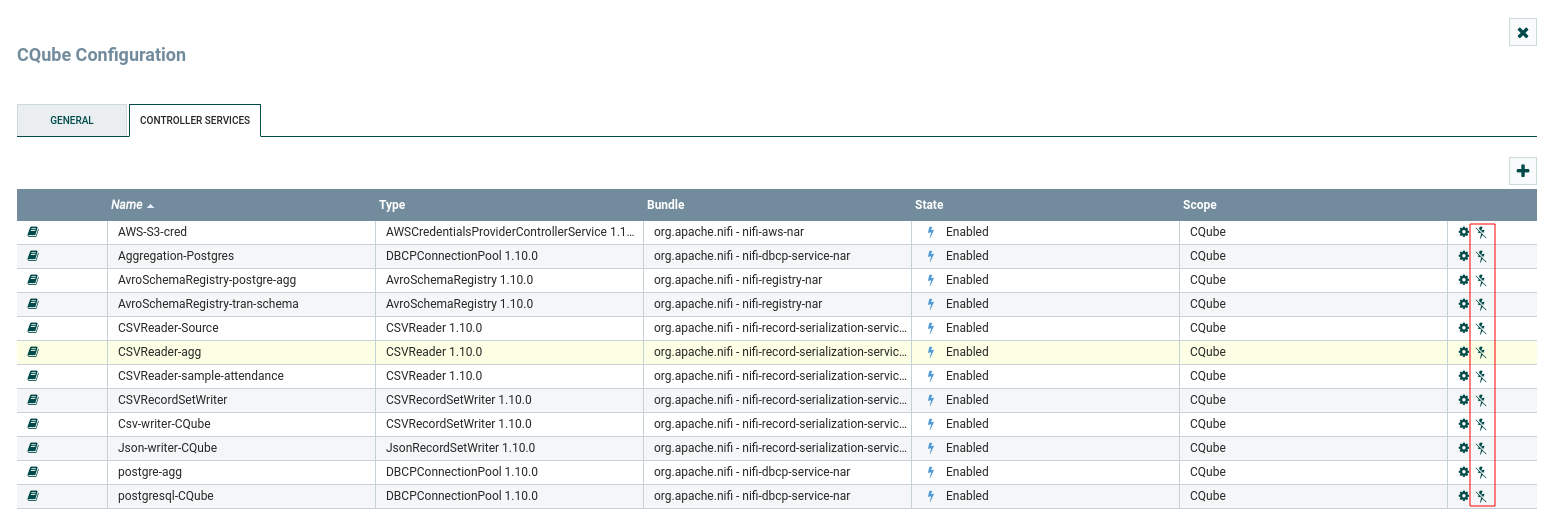 CQube Configuration
GENERAL CONTROLLER SERVICES
Name Type Bundle State Scope
AWS-S3-cred AWSCredentialsProviderControllerService 1.1... org.apache.nifi - nifi-aws-nar Enabled CQube
Aggregation-Postgres DBCPConnectionPool 1.10.0 org.apache.nifi - nifi-dbcp-service-nar Enabled CQube
AvroSchemaRegistry-postgre-agg AvroSchemaRegistry 1.10.0 org.apache.nifi - nifi-registry-nar Enabled CQube
AvroSchemaRegistry-tran-schema AvroSchemaRegistry 1.10.0 org.apache.nifi - nifi-registry-nar Enabled CQube
CSVReader-Source CSVReader 1.10.0 org.apache.nifi - nifi-record-serialization-servic... Enabled CQube
CSVReader-agg CSVReader 1.10.0 org.apache.nifi - nifi-record-serialization-servic... Enabled CQube
CSVReader-sample-attendance CSVReader 1.10.0 org.apache.nifi - nifi-record-serialization-servic... Enabled CQube
CSVRecordSetWriter CSVRecordSetWriter 1.10.0 org.apache.nifi - nifi-record-serialization-servic... Enabled CQube
Csv-writer-CQube CSVRecordSetWriter 1.10.0 org.apache.nifi - nifi-record-serialization-servic... Enabled CQube
Json-writer-CQube JsonRecordSetWriter 1.10.0 org.apache.nifi - nifi-record-serialization-servic... Enabled CQube
postgre-agg DBCPConnectionPool 1.10.0 org.apache.nifi - nifi-dbcp-service-nar Enabled CQube
postgresql-CQube DBCPConnectionPool 1.10.0 org.apache.nifi - nifi-dbcp-service-nar Enabled CQube